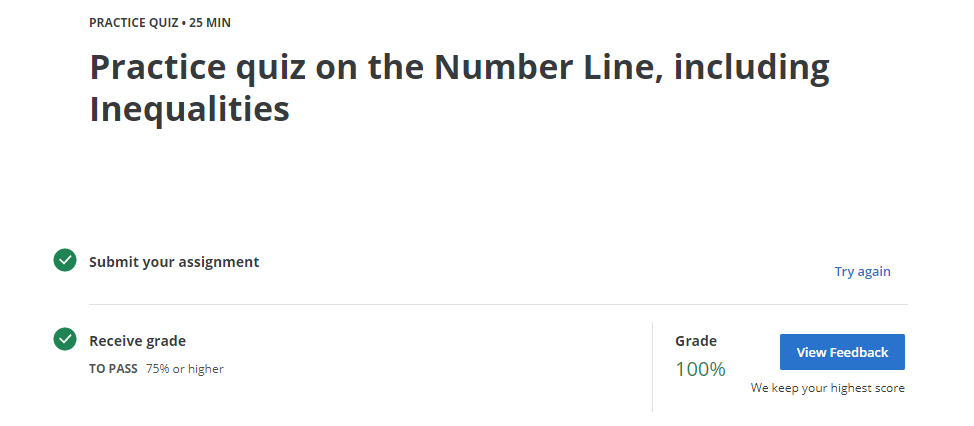 PRACTICE QUIZ • 25 MIN
Practice quiz on the Number Line, including
Inequalities
Submit your assignment
Try again
Receive grade
TO PASS 75% or higher
Grade
100%
View Feedback
We keep your highest score